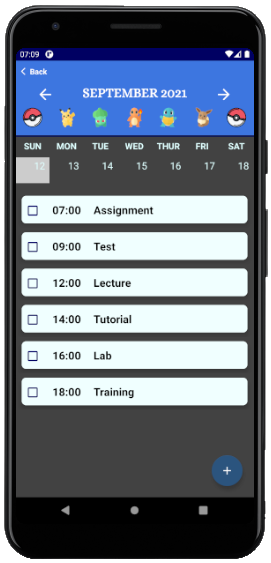 07:09
Back
SEPTEMBER 2021
SUN MON TUE WED THUR FRI SAT
12 13 14 15 16 17 18
07:00 Assignment
09:00 Test
12:00 Lecture
14:00 Tutorial
16:00 Lab
18:00 Training
+